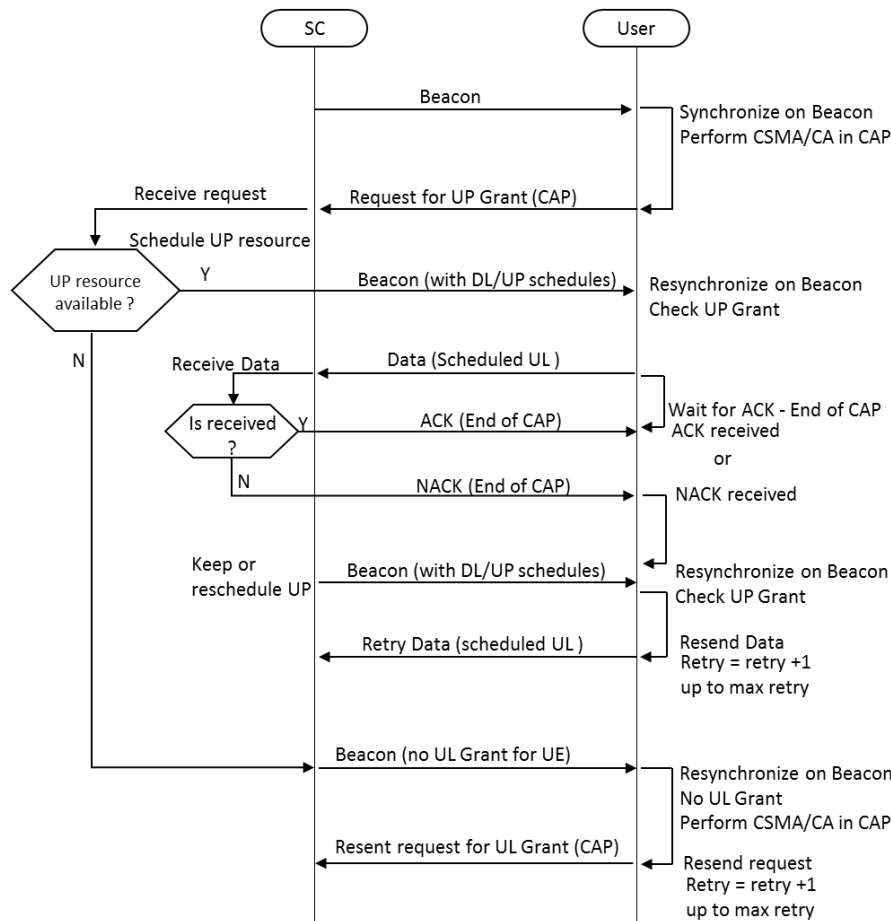 SC
User
Beacon
Synchronize on Beacon
Perform CSMA/CA in CAP
Receive request
Request for UP Grant (CAP)
Schedule UP resource
UP resource
available ?
Y
Beacon (with DL/UP schedules)
Resynchronize on Beacon
Check UP Grant
N
Receive Data
Data (Scheduled UL )
Is received
?
Y
ACK (End of CAP)
Wait for ACK - End of CAP
ACK received
or
N
NACK (End of CAP)
NACK received
Keep or
reschedule UP
Beacon (with DL/UP schedules)
Resynchronize on Beacon
Check UP Grant
Retry Data (scheduled UL )
Resend Data
Retry = retry +1
up to max retry
Beacon (no UL Grant for UE)
Resynchronize on Beacon
No UL Grant
Perform CSMA/CA in CAP
Resent request for UL Grant (CAP)
Resend request
Retry = retry +1
up to max retry